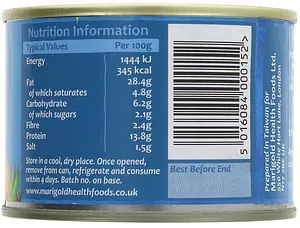 Nutrition Information
Typical Values Per 100g
Energy 1444 kJ
345 kcal
Fat 28.4g
of which saturates 4.8g
Carbohydrate 6.2g
of which sugars 2.1g
Fibre 2.4g
Protein 13.8g
Salt 1.5g
Store in a cool, dry place. Once opened,
remove from can, refrigerate and consume
within 4 days. Batch no. on base.
www.marigoldhealthfoods.co.uk
5016084000152>
Best Before End
Prepared in Taiwan for
Marigold Health Foods Ltd.
London